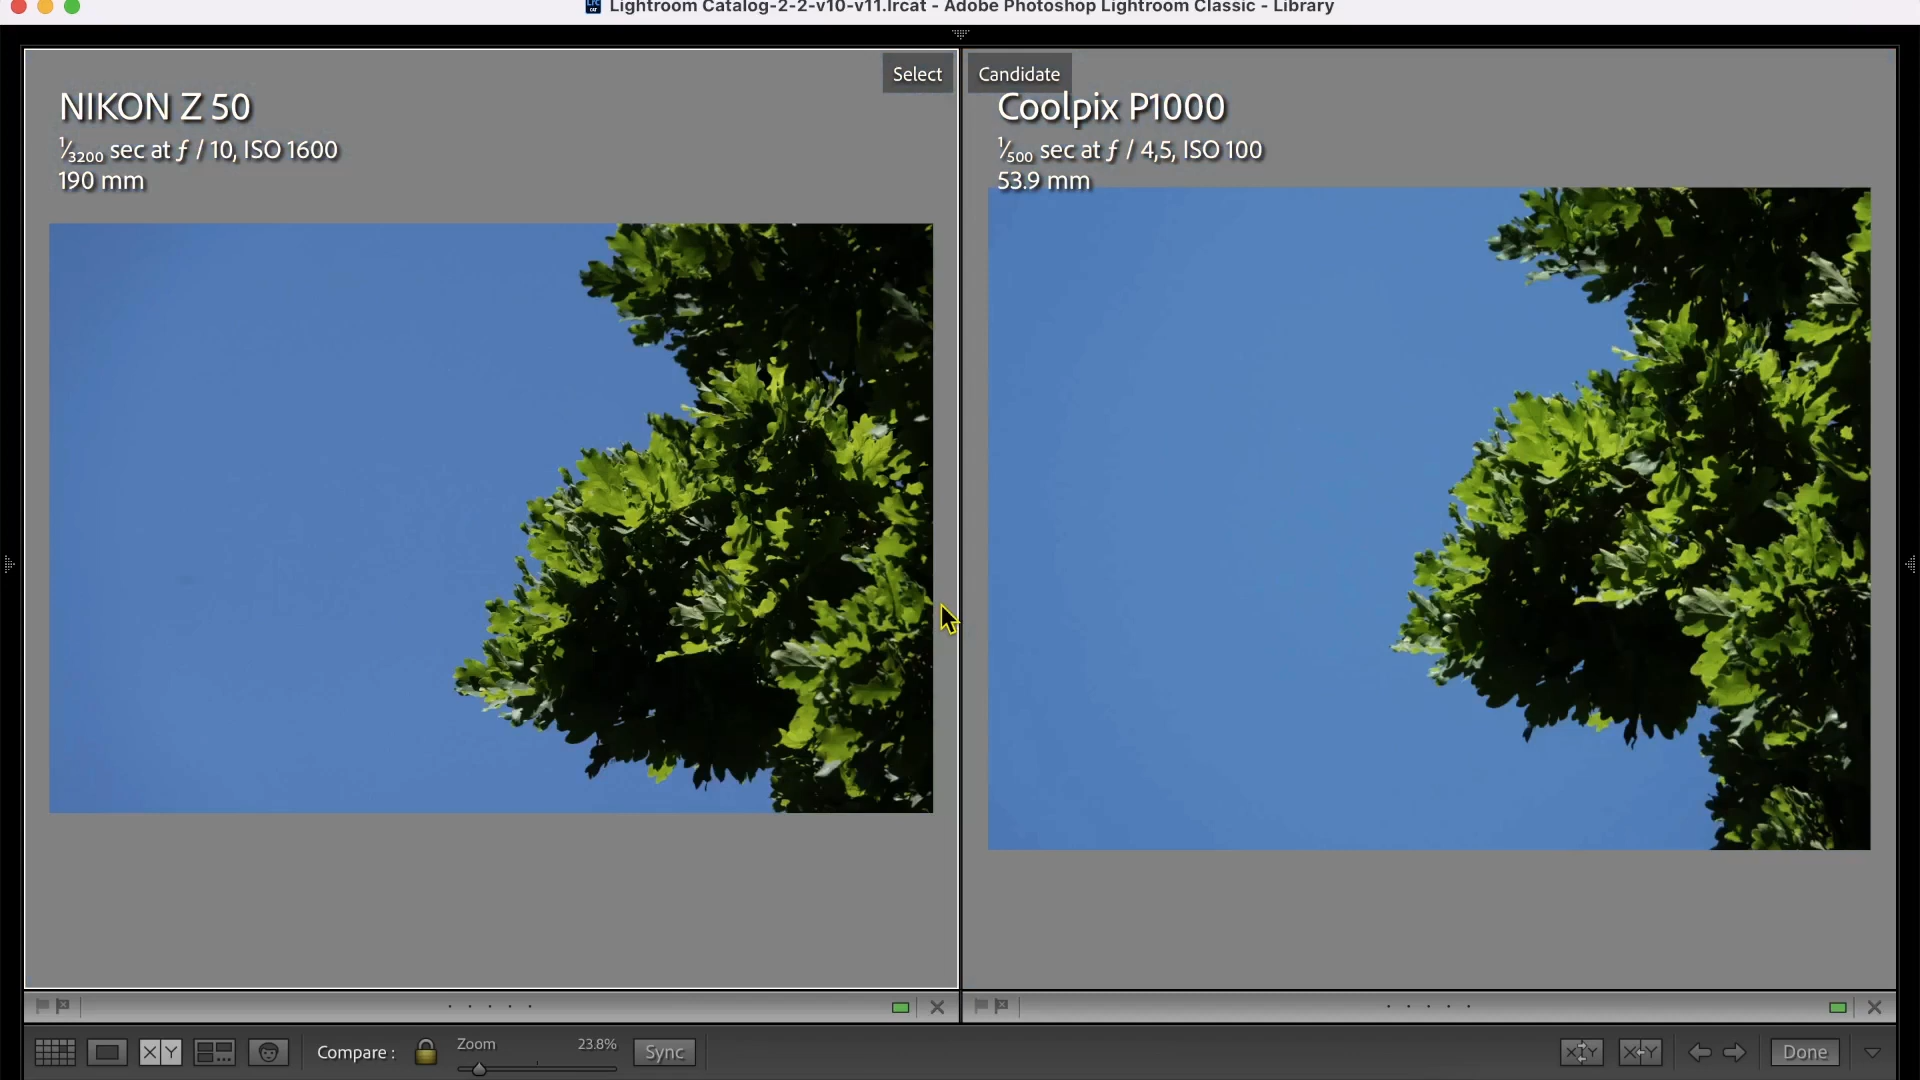 Lightroom Catalog-2-2-v10-v11.lrcat - Adobe Photoshop Lightroom Classic - Library
Select
NIKON Z 50
1/3200 sec at ƒ / 10, ISO 1600
190 mm
Candidate
Coolpix P1000
1/500 sec at ƒ / 4,5, ISO 100
53.9 mm
X Y
Compare :
Zoom
23.8%
Sync
X Y
X Y
Done